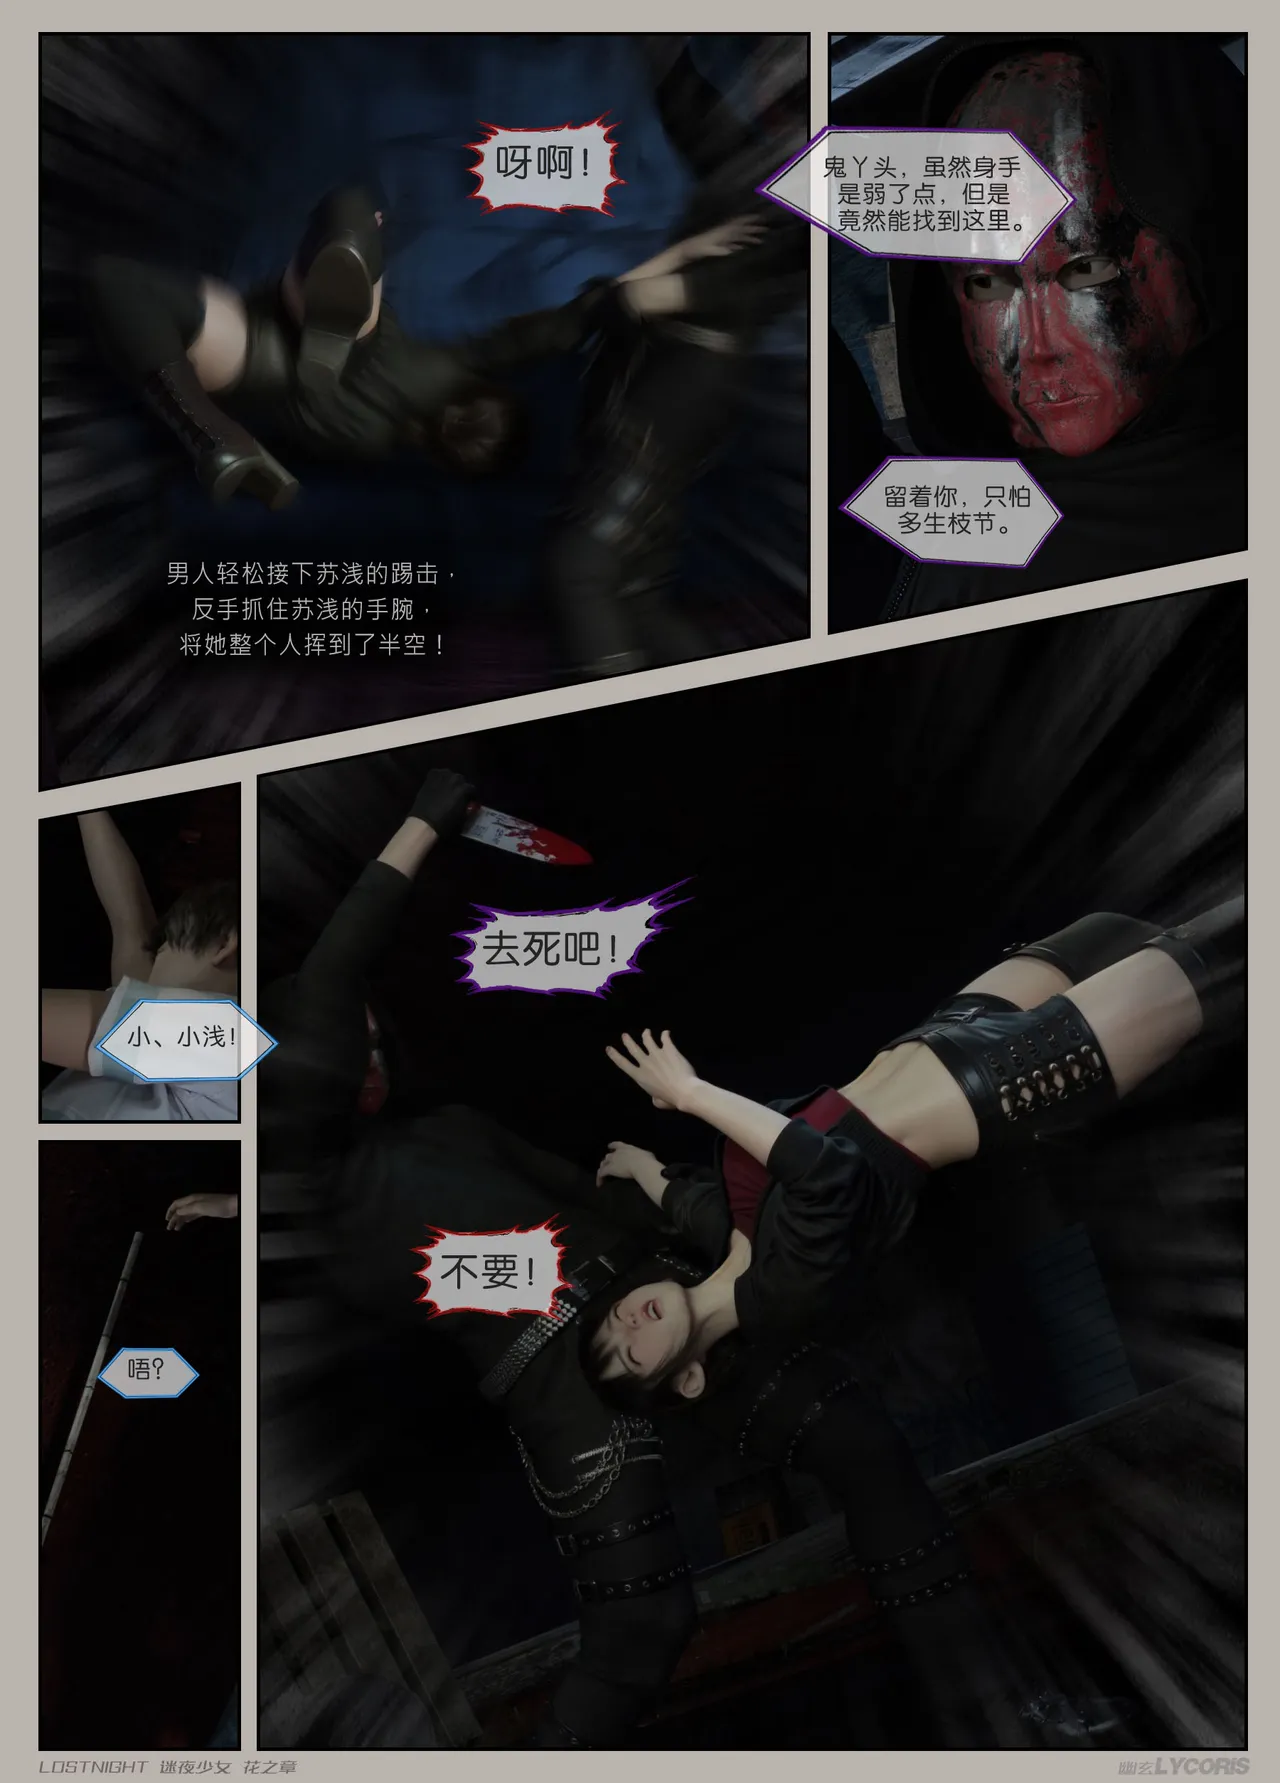 呀啊！
鬼丫头，虽然身手
是弱了点，但是
竟然能找到这里。
留着你，只怕
多生枝节。
男人轻松接下苏浅的踢击，
反手抓住苏浅的手腕，
将她整个人挥到了半空！
小、小浅！
唔？
去死吧！
不要！
LOSTNIGHT 迷夜少女 花之章
幽玄LYCORIS